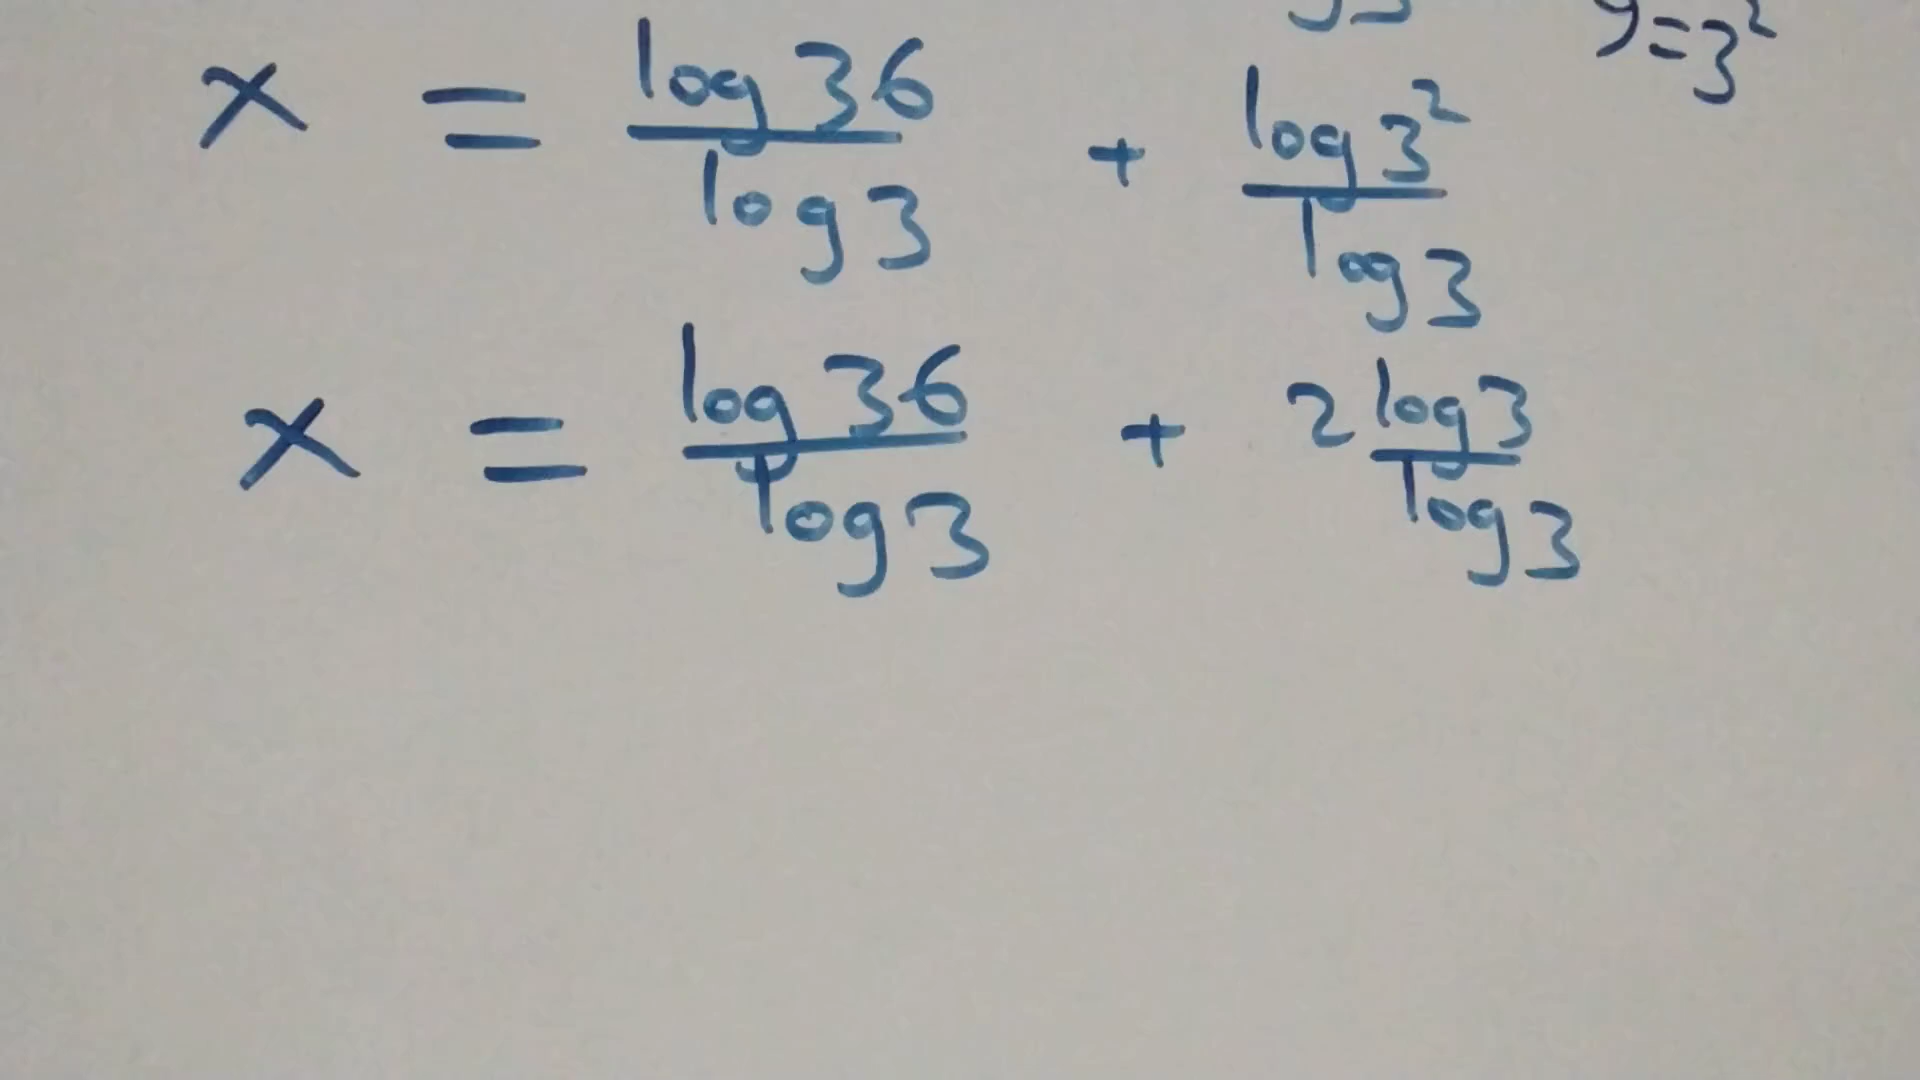 9=3²
x = log 36 / log 3 + log 3² / log 3
x = log 36 / log 3 + 2 log 3 / log 3